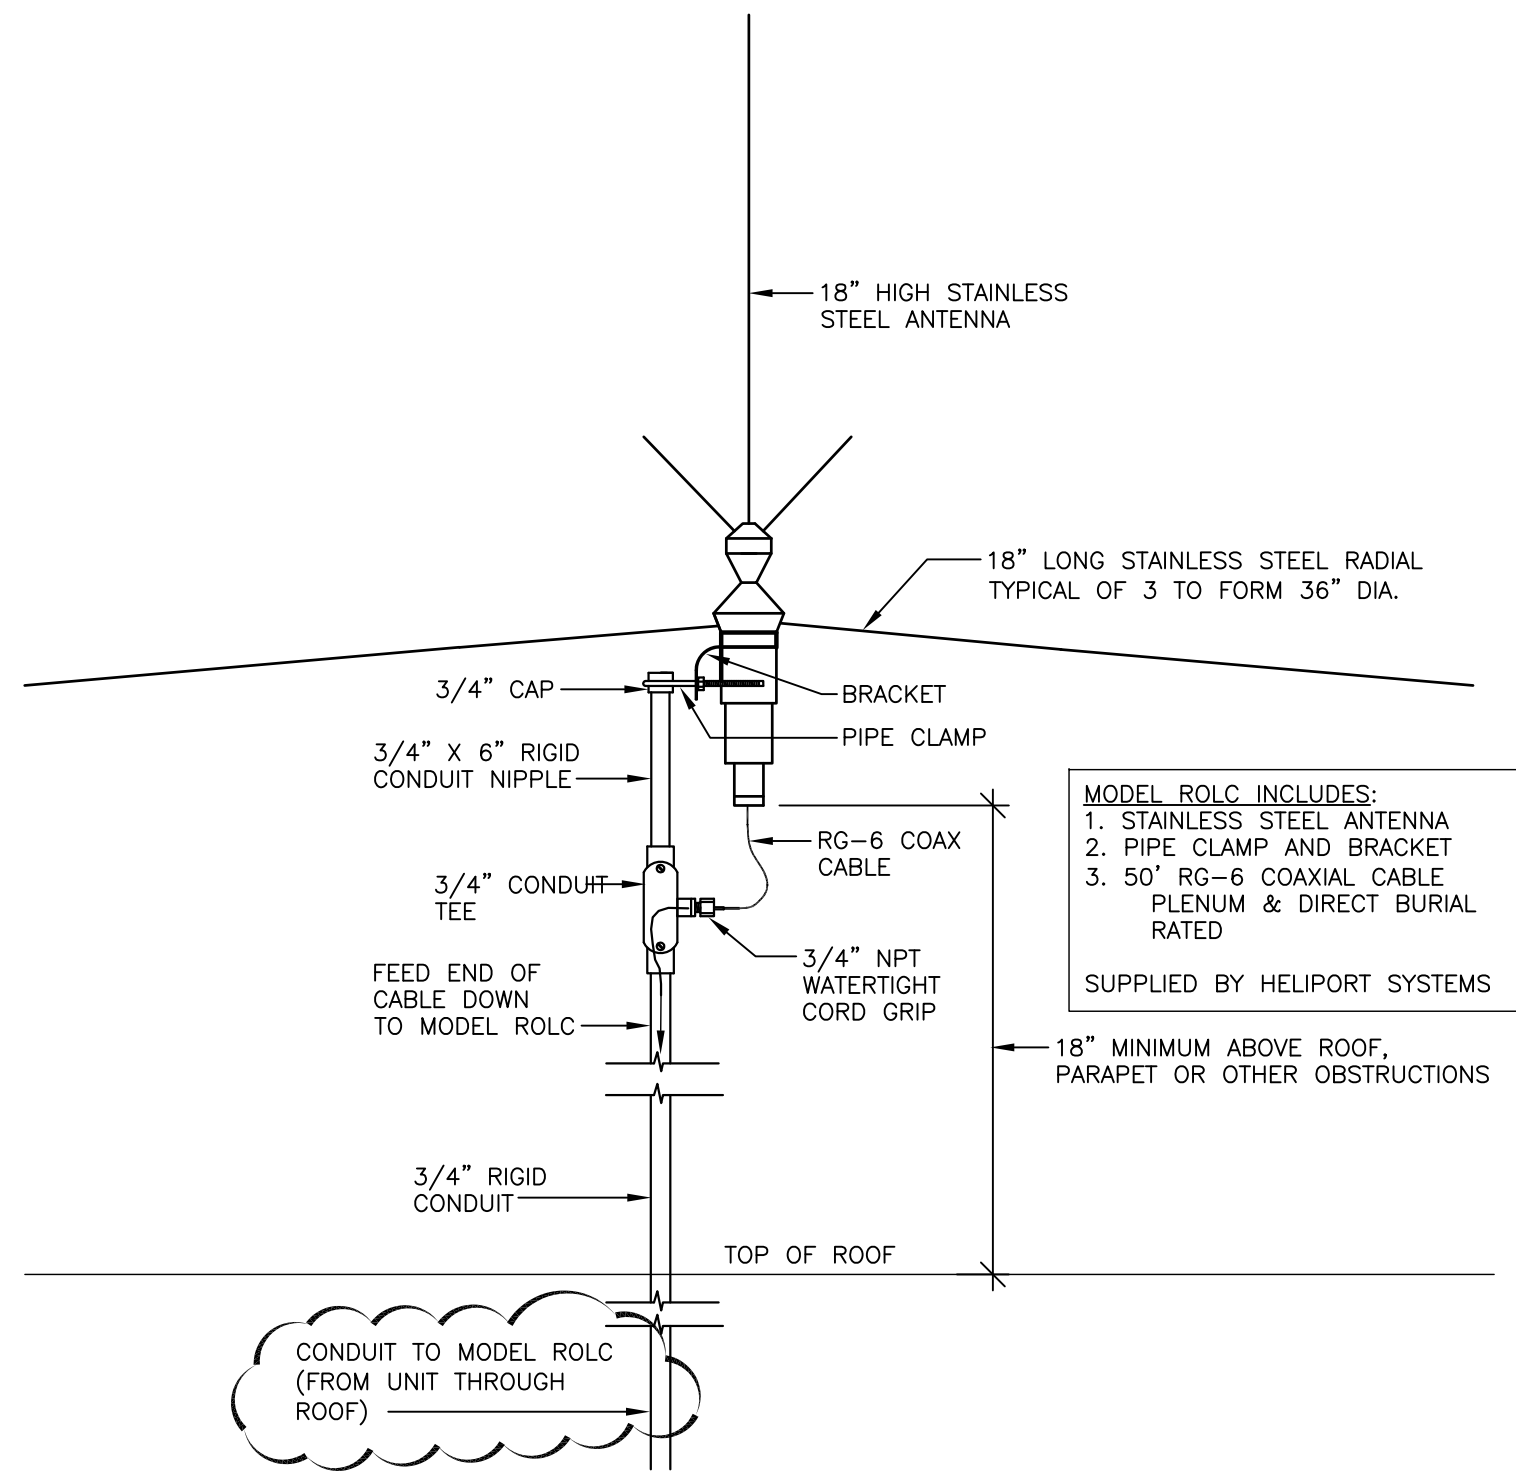 18” HIGH STAINLESS
STEEL ANTENNA
18” LONG STAINLESS STEEL RADIAL
TYPICAL OF 3 TO FORM 36” DIA.
3/4” CAP
BRACKET
PIPE CLAMP
3/4” X 6” RIGID
CONDUIT NIPPLE
MODEL ROLC INCLUDES:
1. STAINLESS STEEL ANTENNA
2. PIPE CLAMP AND BRACKET
3. 50’ RG-6 COAXIAL CABLE
PLENUM & DIRECT BURIAL
RATED
SUPPLIED BY HELIPORT SYSTEMS
RG-6 COAX
CABLE
3/4” CONDUIT
TEE
3/4” NPT
WATERTIGHT
CORD GRIP
FEED END OF
CABLE DOWN
TO MODEL ROLC
18” MINIMUM ABOVE ROOF,
PARAPET OR OTHER OBSTRUCTIONS
3/4” RIGID
CONDUIT
TOP OF ROOF
CONDUIT TO MODEL ROLC
(FROM UNIT THROUGH
ROOF)